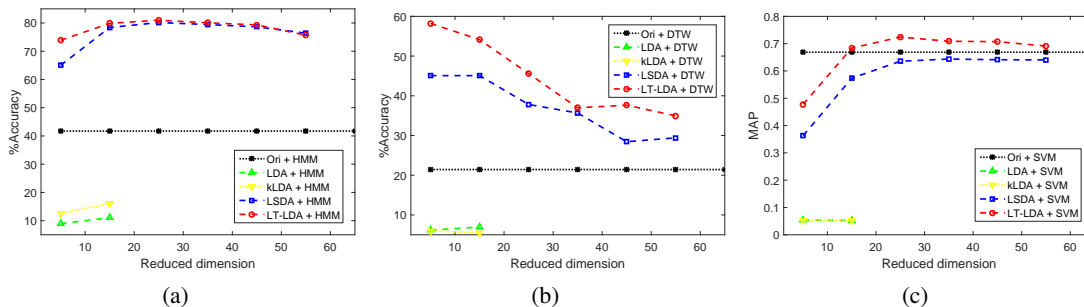 80
70
60
50
40
30
20
10
%Accuracy
10 20 30 40 50 60
Reduced dimension
Ori + HMM
LDA + HMM
kLDA + HMM
LSDA + HMM
LT-LDA + HMM
(a)
60
50
40
30
20
10
%Accuracy
10 20 30 40 50 60
Reduced dimension
Ori + DTW
LDA + DTW
kLDA + DTW
LSDA + DTW
LT-LDA + DTW
(b)
0.8
0.7
0.6
0.5
0.4
0.3
0.2
0.1
0
MAP
10 20 30 40 50 60
Reduced dimension
Ori + SVM
LDA + SVM
kLDA + SVM
LSDA + SVM
LT-LDA + SVM
(c)